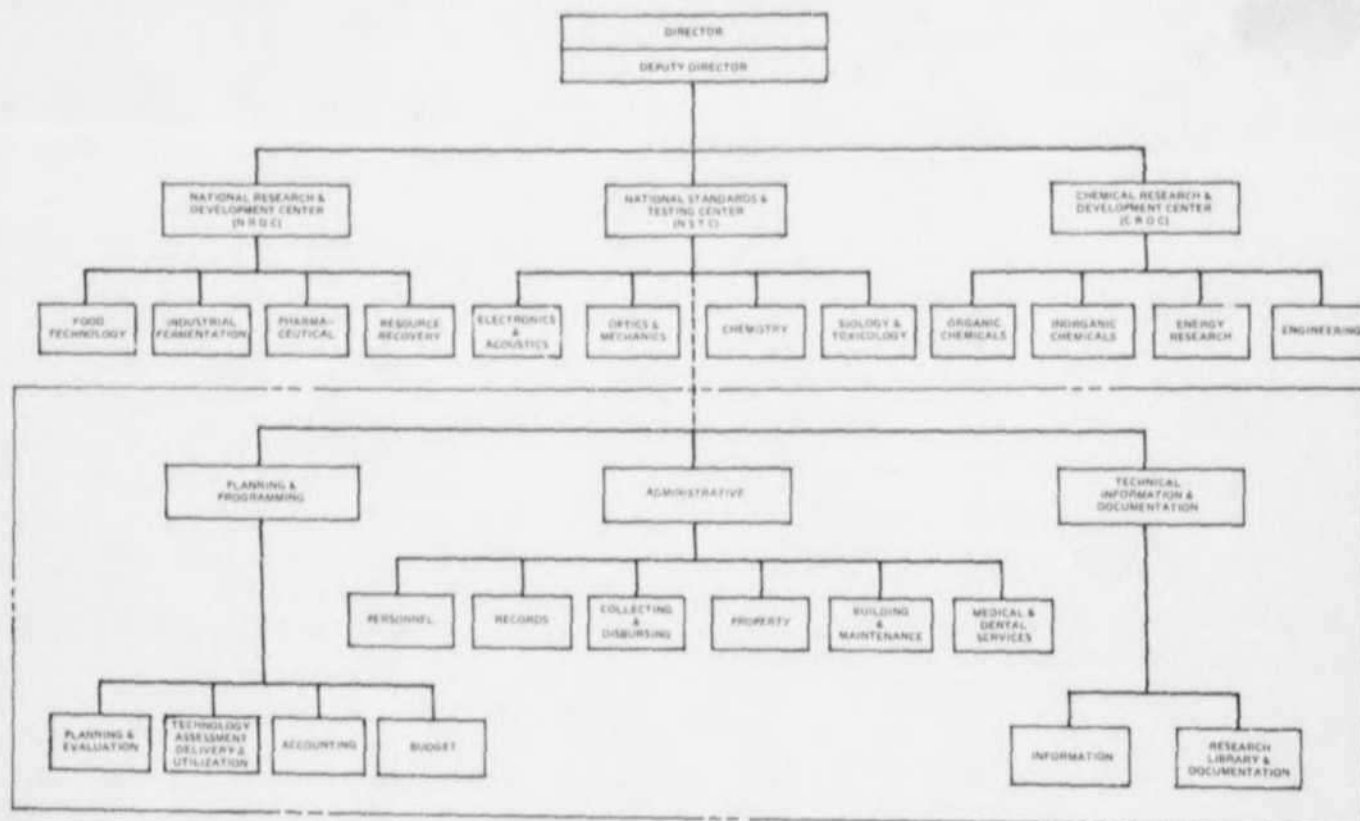 DIRECTOR
DEPUTY DIRECTOR
NATIONAL RESEARCH &
DEVELOPMENT CENTER
(N R D C)
NATIONAL STANDARDS &
TESTING CENTER
(N S T C)
CHEMICAL RESEARCH &
DEVELOPMENT CENTER
(C R D C)
FOOD
TECHNOLOGY
INDUSTRIAL
FERMENTATION
PHARMA-
CEUTICAL
RESOURCE
RECOVERY
ELECTRONICS
&
ACOUSTICS
OPTICS &
MECHANICS
CHEMISTRY
BIOLOGY &
TOXICOLOGY
ORGANIC
CHEMICALS
INORGANIC
CHEMICALS
ENERGY
RESEARCH
ENGINEERING
PLANNING &
PROGRAMMING
ADMINISTRATIVE
TECHNICAL
INFORMATION &
DOCUMENTATION
PERSONNEL
RECORDS
COLLECTING
&
DISBURSING
PROPERTY
BUILDING
&
MAINTENANCE
MEDICAL &
DENTAL
SERVICES
PLANNING &
EVALUATION
TECHNOLOGY
ASSESSMENT
DELIVERY &
UTILIZATION
ACCOUNTING
BUDGET
INFORMATION
RESEARCH
LIBRARY &
DOCUMENTATION